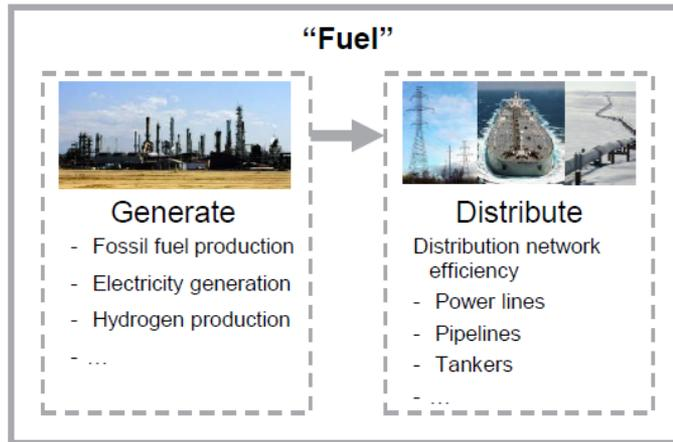 “Fuel”
Generate
- Fossil fuel production
- Electricity generation
- Hydrogen production
- …
Distribute
Distribution network
efficiency
- Power lines
- Pipelines
- Tankers
- …